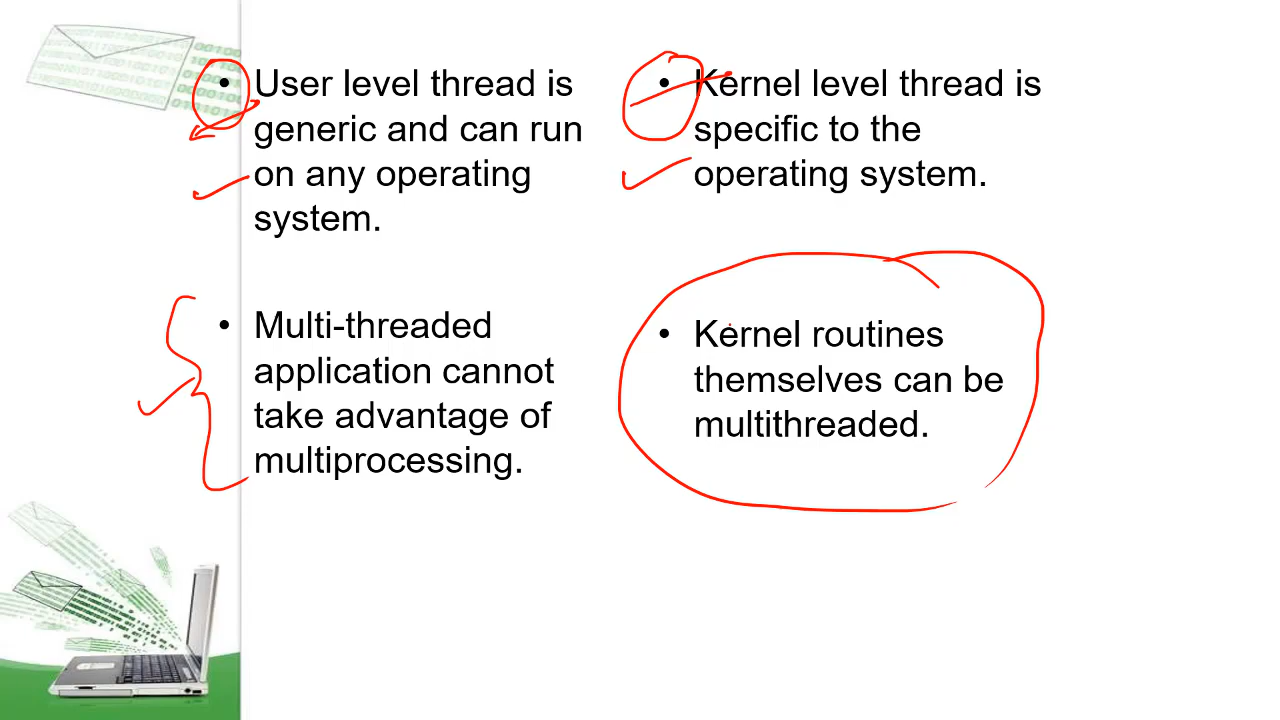 • User level thread is
generic and can run
on any operating
system.
• Multi-threaded
application cannot
take advantage of
multiprocessing.
• Kernel level thread is
specific to the
operating system.
• Kernel routines
themselves can be
multithreaded.